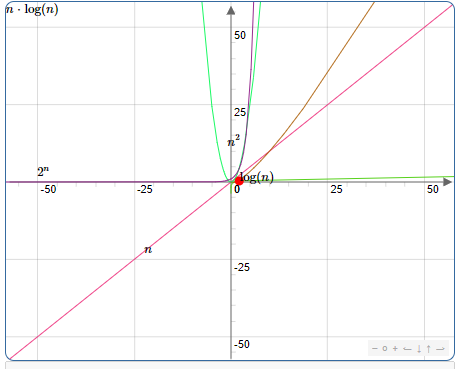 n · log(n)
50
25
n²
2ⁿ
log(n)
-50
-25
0
25
50
n
-25
-50
− o + ← ↓ ↑ →